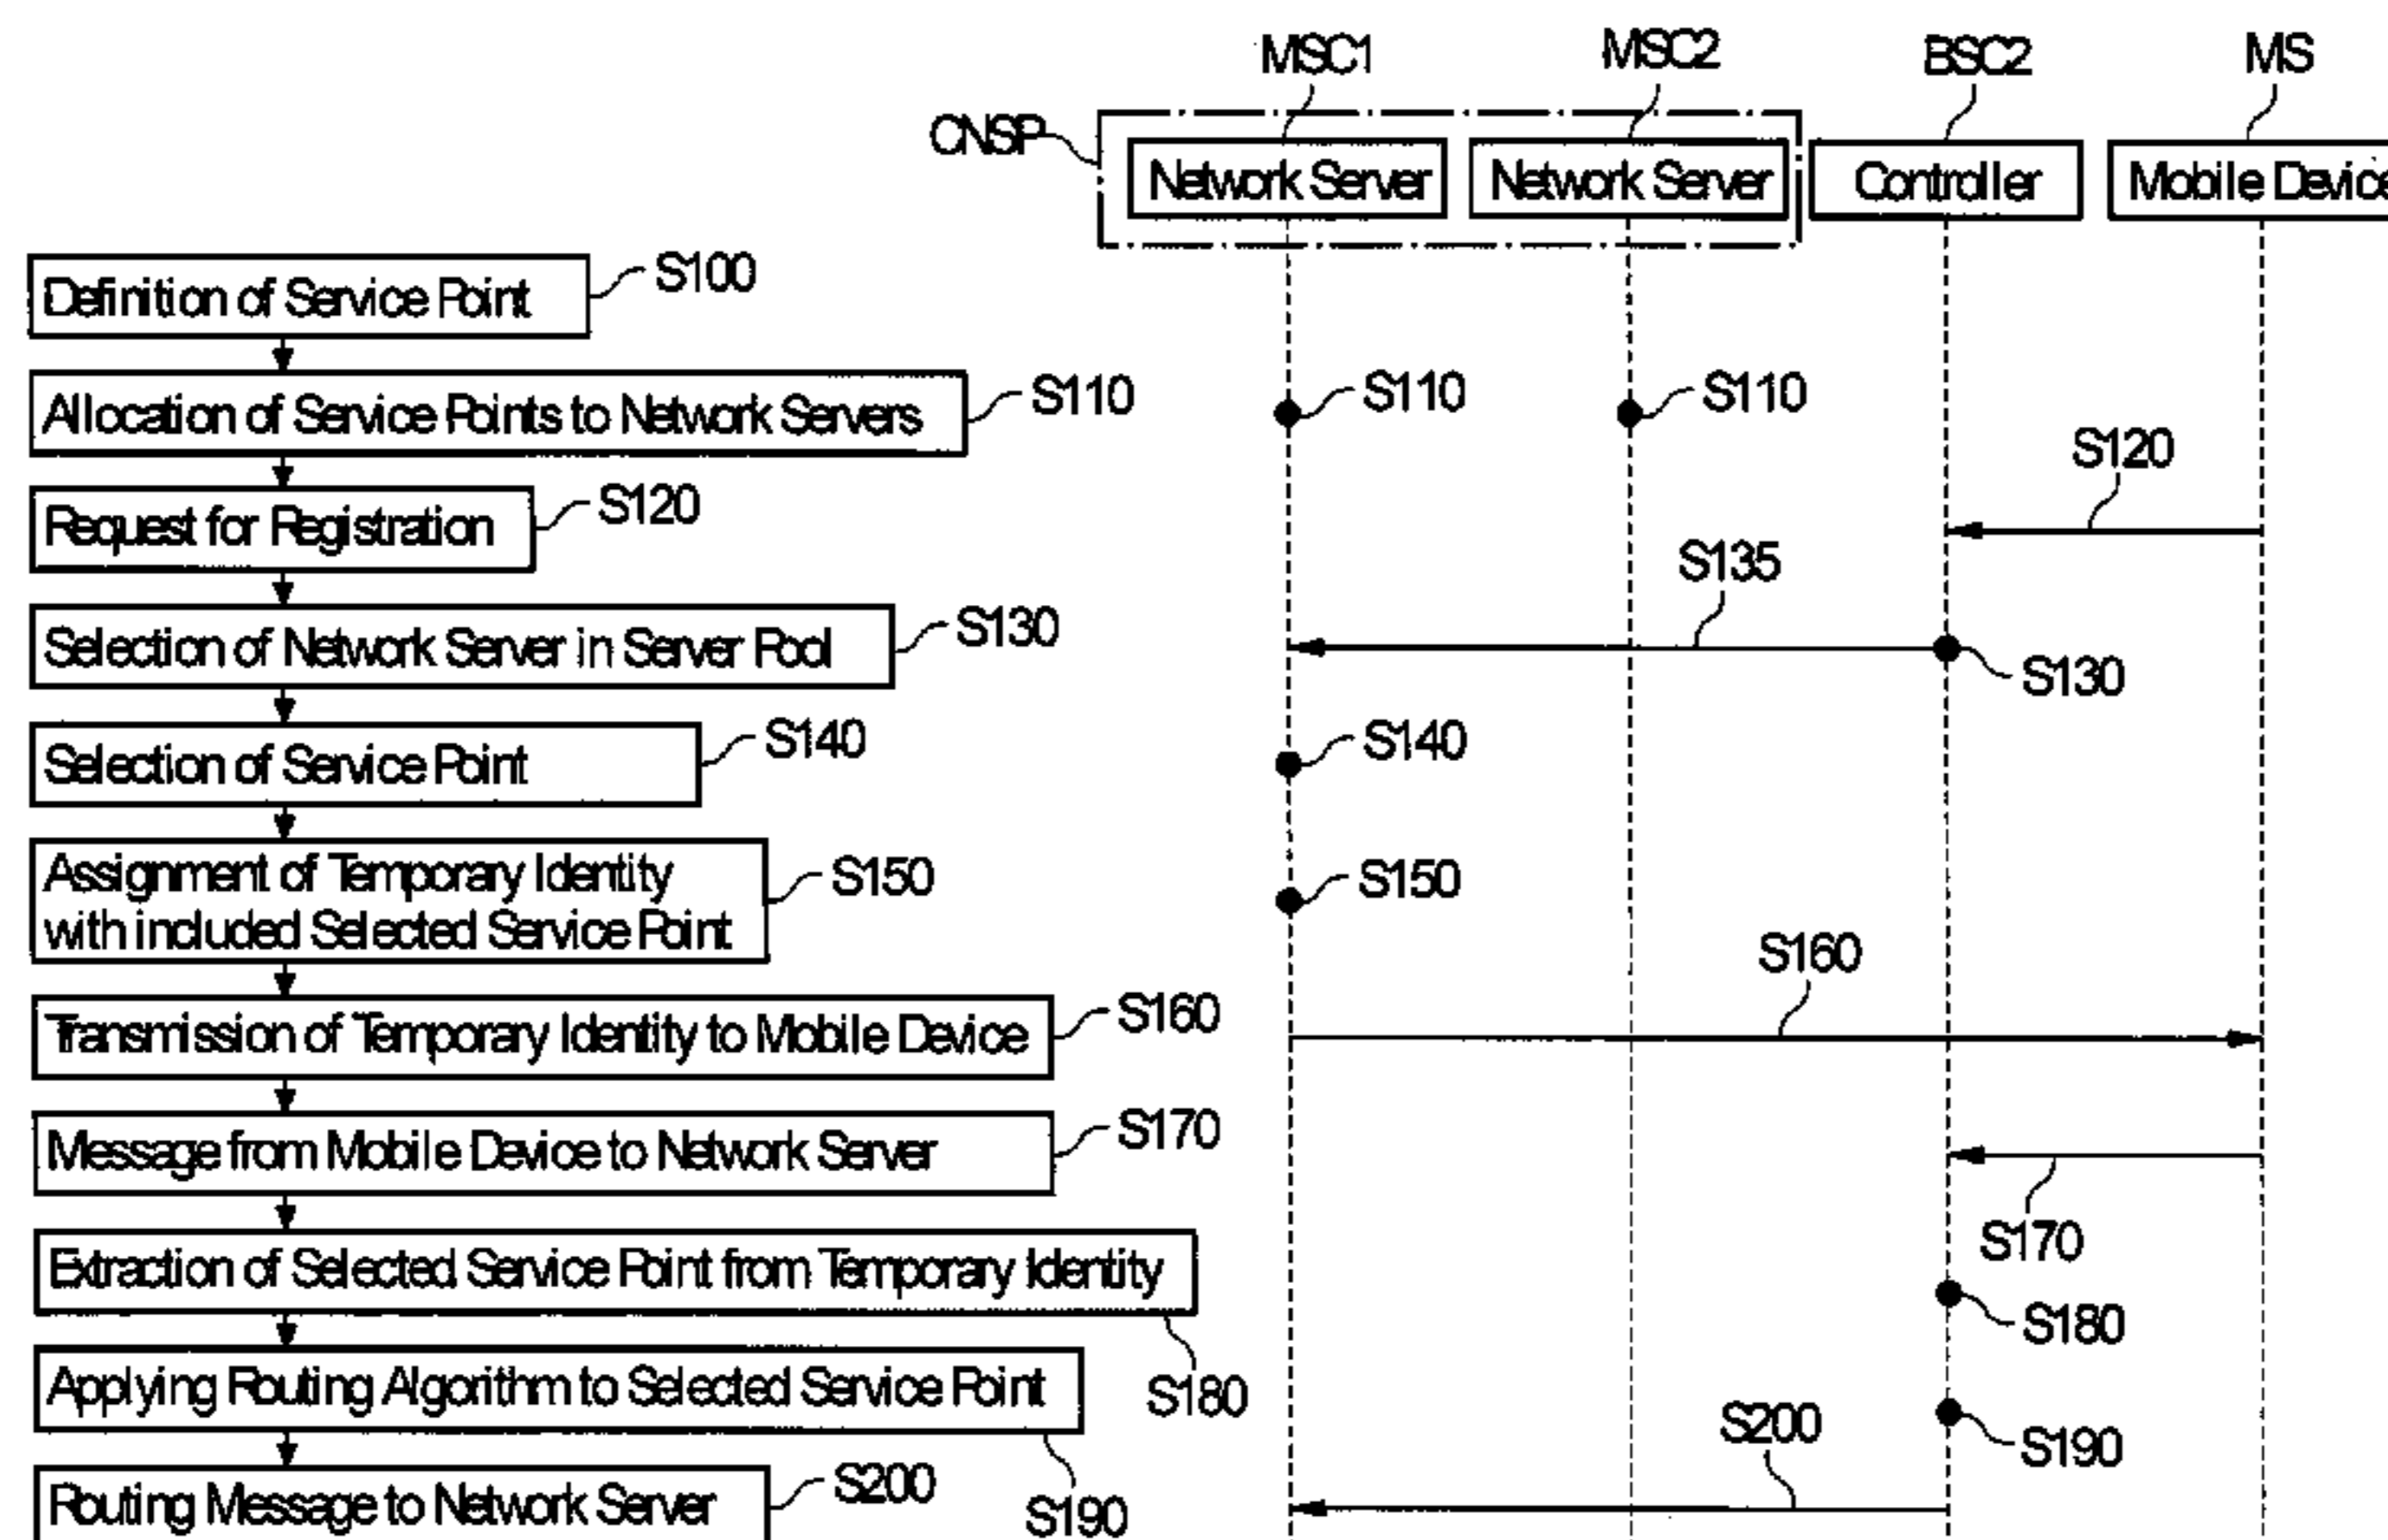 MSC1 MSC2 BSC2 MS
CNSP
Network Server Network Server Controller Mobile Device
Definition of Service Point S100
Allocation of Service Points to Network Servers S110 S110 S110
S120
Request for Registration S120
S135
Selection of Network Server in Server Pool S130
S130
Selection of Service Point S140 S140
Assignment of Temporary Identity
with included Selected Service Point S150 S150
S160
Transmission of Temporary Identity to Mobile Device S160
Message from Mobile Device to Network Server S170
S170
Extraction of Selected Service Point from Temporary Identity
S180 S180
Applying Routing Algorithm to Selected Service Point
S190 S190
S200
Routing Message to Network Server S200